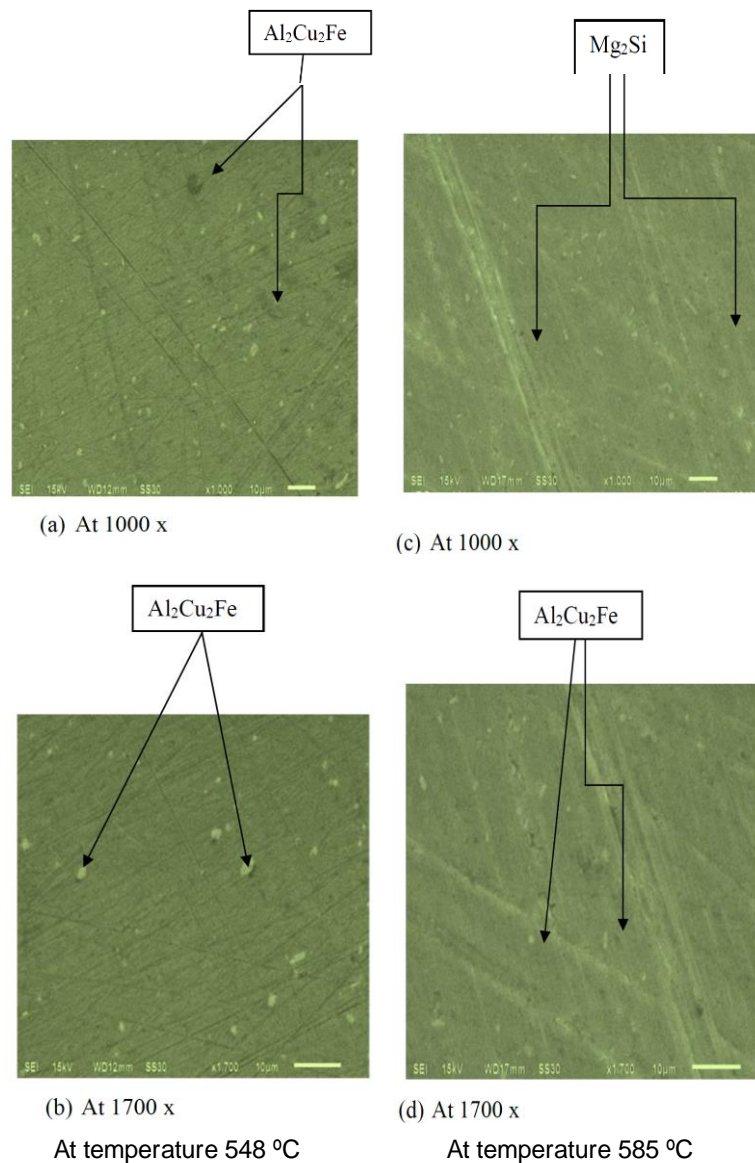 Al₂Cu₂Fe
Mg₂Si
SEI 15kV WD12mm SS30 x1,000 10µm
SEI 15kV WD17mm SS30 x1,000 10µm
(a) At 1000 x
(c) At 1000 x
Al₂Cu₂Fe
Al₂Cu₂Fe
SEI 15kV WD12mm SS30 x1,700 10µm
SEI 15kV WD17mm SS30 x1,700 10µm
(b) At 1700 x
(d) At 1700 x
At temperature 548 ºC
At temperature 585 ºC